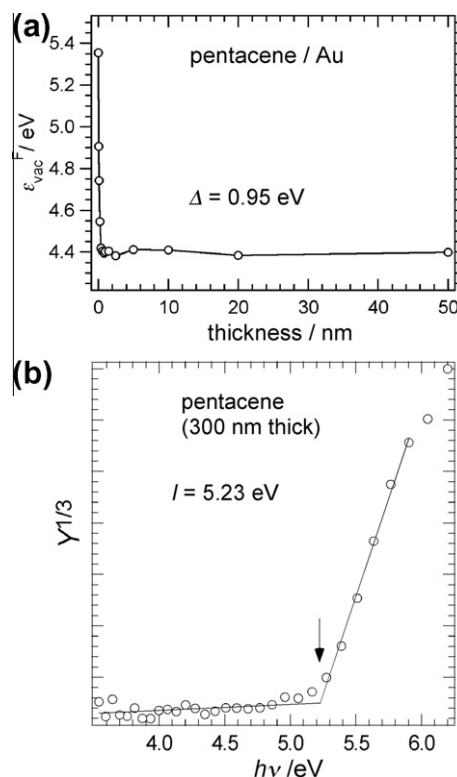 (a)
pentacene / Au
5.4
5.2
5.0
4.8
4.6
4.4
εvacF / eV
Δ = 0.95 eV
0
10
20
30
40
50
thickness / nm
(b)
pentacene
(300 nm thick)
I = 5.23 eV
Y1/3
4.0
4.5
5.0
5.5
6.0
hν / eV